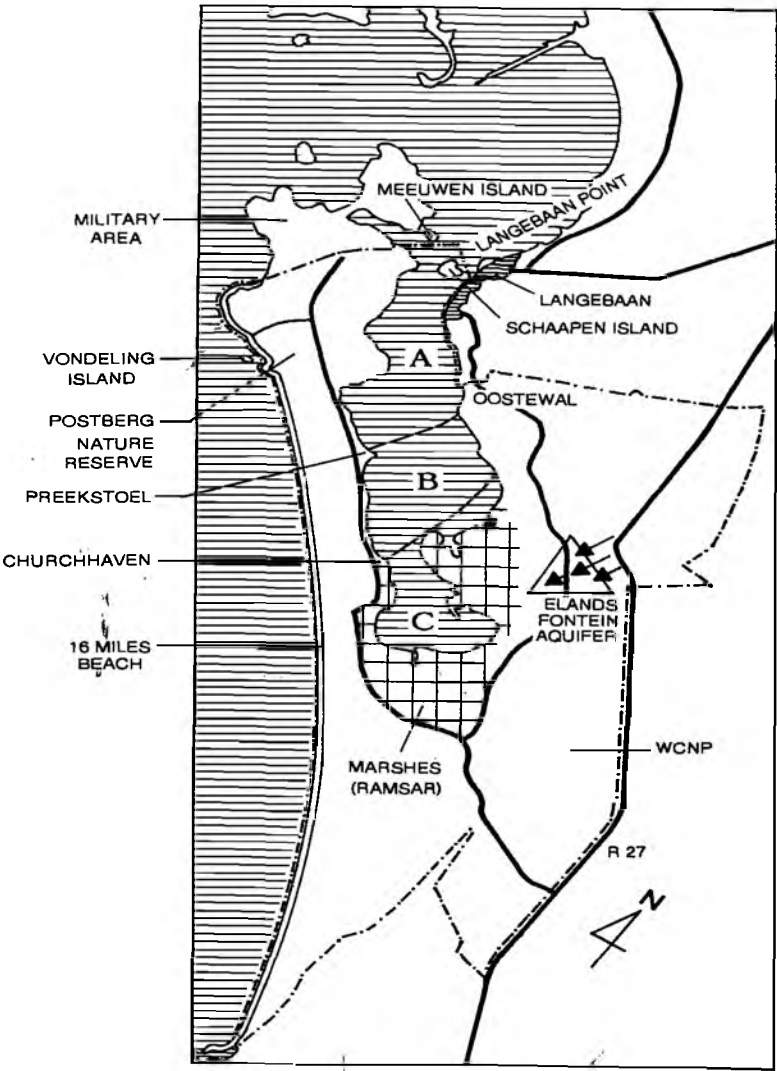 MEEUWEN ISLAND
LANGEBAAN POINT
MILITARY
AREA
LANGEBAAN
SCHAAPEN ISLAND
A
VONDELING
ISLAND
OOSTEWAL
POSTBERG
NATURE
RESERVE
B
PREEKSTOEL
CHURCHHAVEN
ELANDS
FONTEIN
AQUIFER
C
16 MILES
BEACH
WCNP
MARSHES
(RAMSAR)
R 27
N